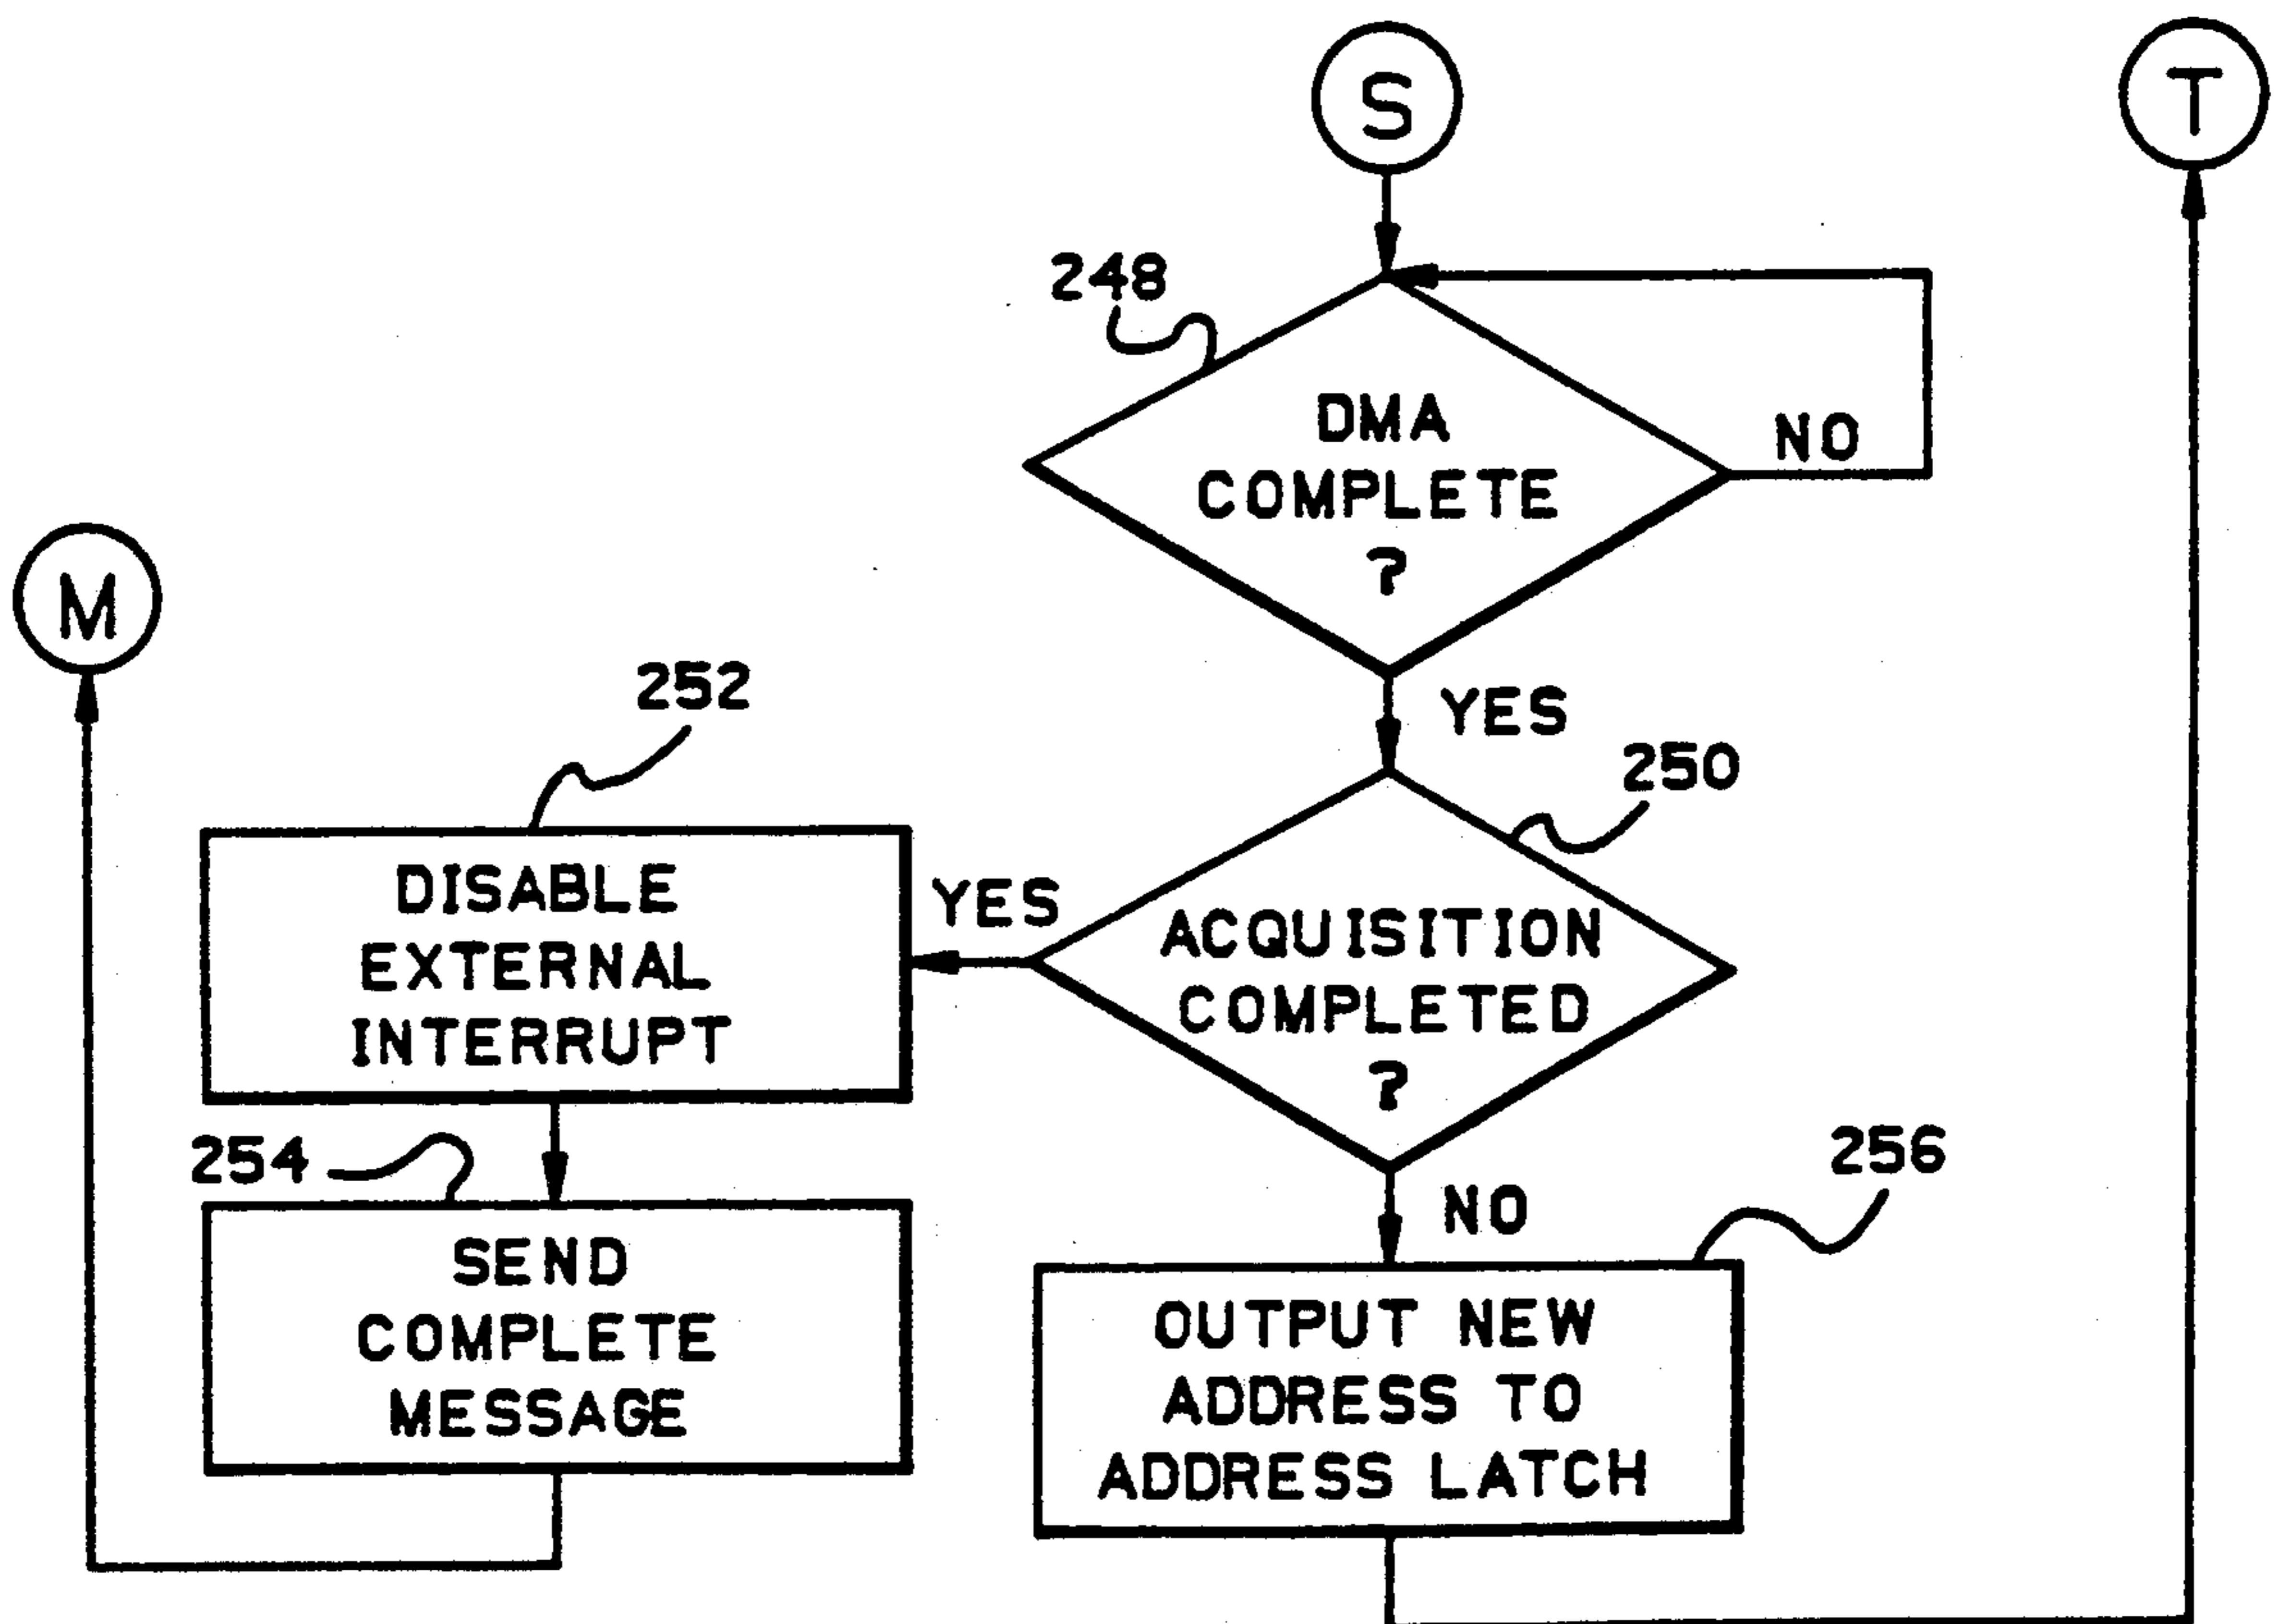 S
T
248
DMA
COMPLETE
?
NO
M
YES
252
250
DISABLE
EXTERNAL
INTERRUPT
YES
ACQUISITION
COMPLETED
?
254
NO
256
SEND
COMPLETE
MESSAGE
OUTPUT NEW
ADDRESS TO
ADDRESS LATCH